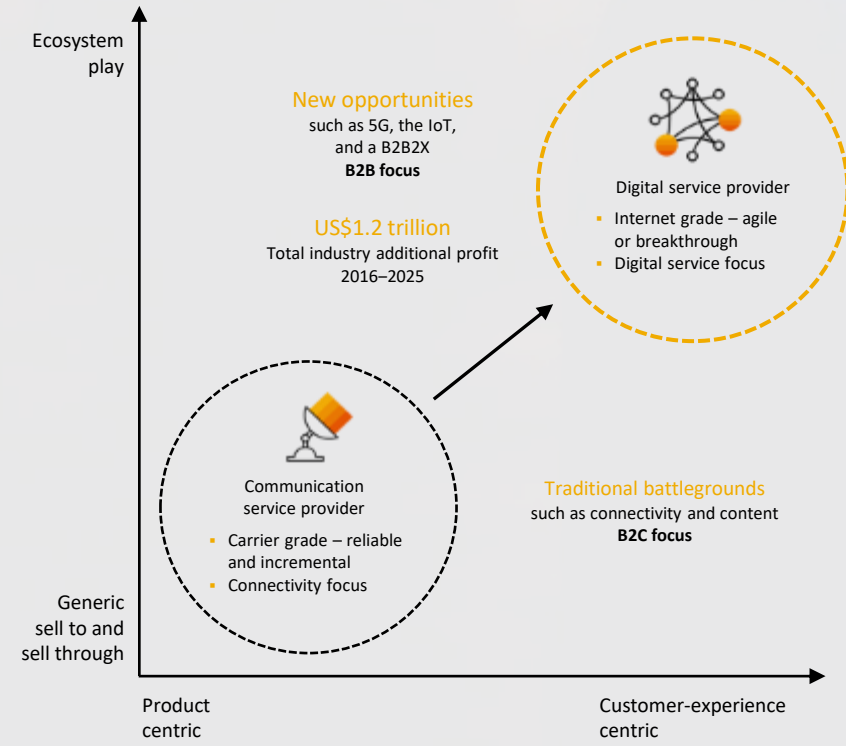 Ecosystem
play
New opportunities
such as 5G, the IoT,
and a B2B2X
B2B focus
US$1.2 trillion
Total industry additional profit
2016–2025
Digital service provider
▪ Internet grade – agile
or breakthrough
▪ Digital service focus
Communication
service provider
▪ Carrier grade – reliable
and incremental
▪ Connectivity focus
Traditional battlegrounds
such as connectivity and content
B2C focus
Generic
sell to and
sell through
Product
centric
Customer-experience
centric